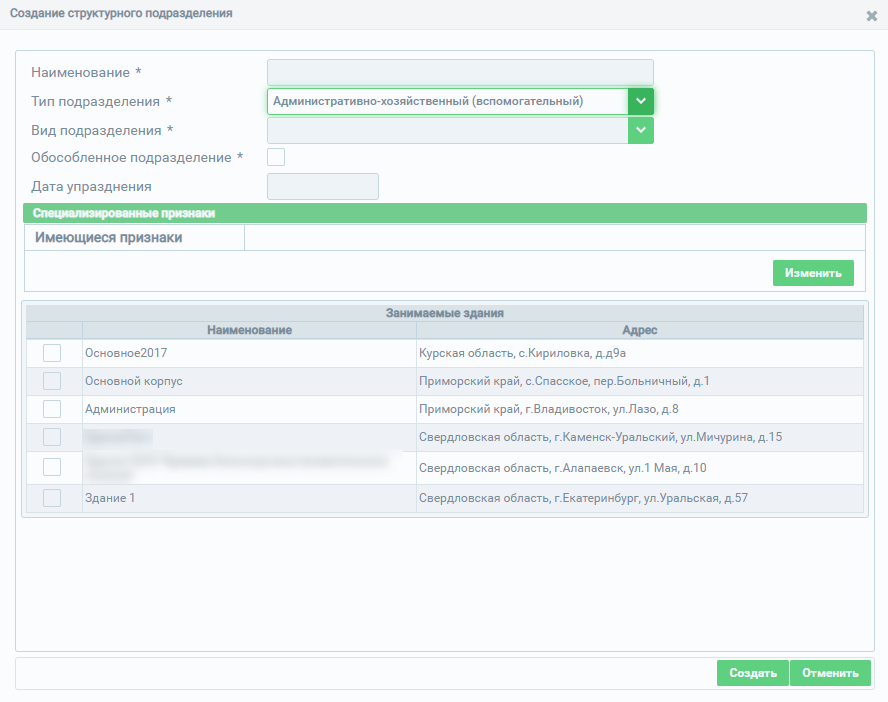 Создание структурного подразделения
Наименование *
Тип подразделения * Административно-хозяйственный (вспомогательный)
Вид подразделения *
Обособленное подразделение *
Дата упразднения
Специализированные признаки
Имеющиеся признаки
Изменить
Занимаемые здания
Наименование Адрес
Основное2017 Курская область, с.Кириловка, д.д9а
Основной корпус Приморский край, с.Спасское, пер.Больничный, д.1
Администрация Приморский край, г.Владивосток, ул.Лазо, д.8
Свердловская область, г.Каменск-Уральский, ул.Мичурина, д.15
Свердловская область, г.Алапаевск, ул.1 Мая, д.10
Здание 1 Свердловская область, г.Екатеринбург, ул.Уральская, д.57
Создать Отменить